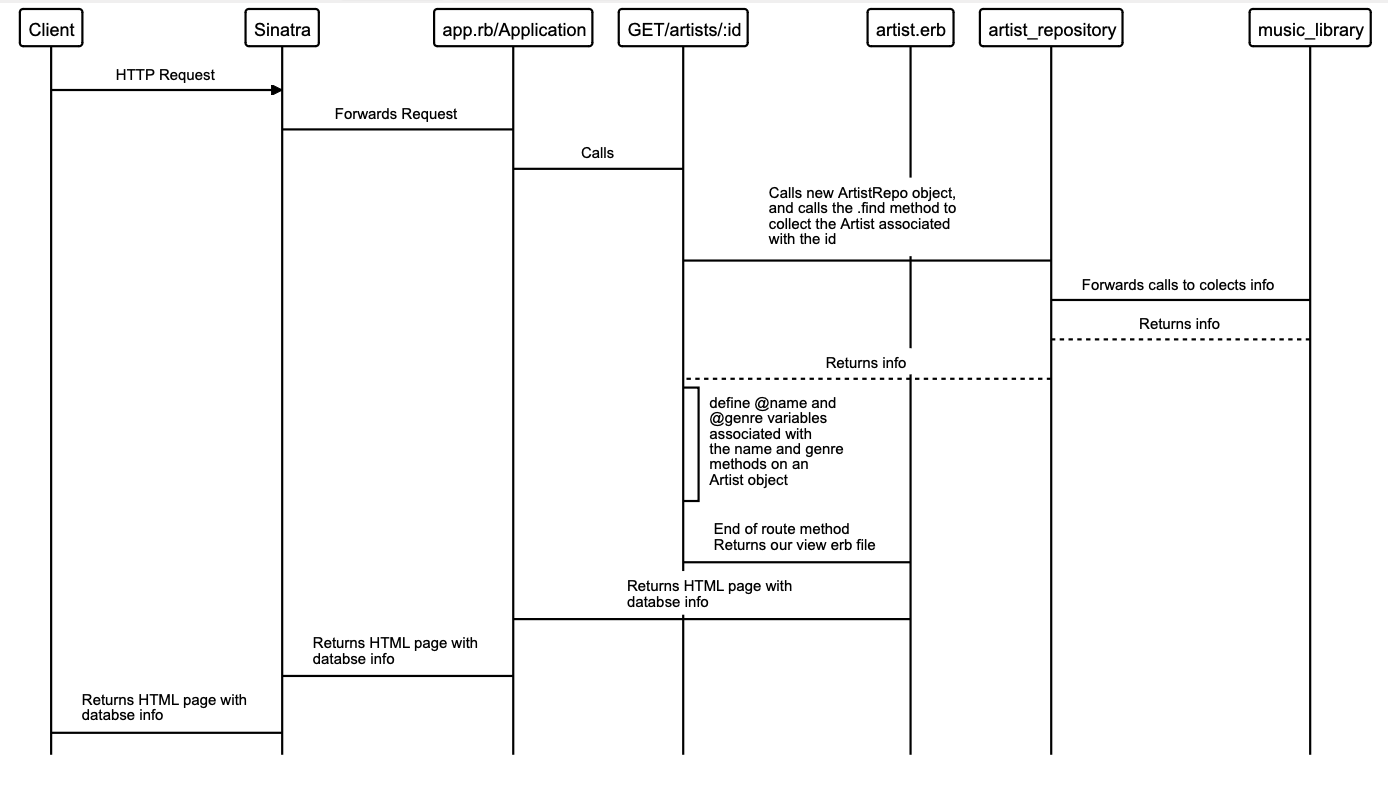 Client
Sinatra
app.rb/Application
GET/artists/:id
artist.erb
artist_repository
music_library
HTTP Request
Forwards Request
Calls
Calls new ArtistRepo object,
and calls the .find method to
collect the Artist associated
with the id
Forwards calls to colects info
Returns info
Returns info
define @name and
@genre variables
associated with
the name and genre
methods on an
Artist object
End of route method
Returns our view erb file
Returns HTML page with
databse info
Returns HTML page with
databse info
Returns HTML page with
databse info